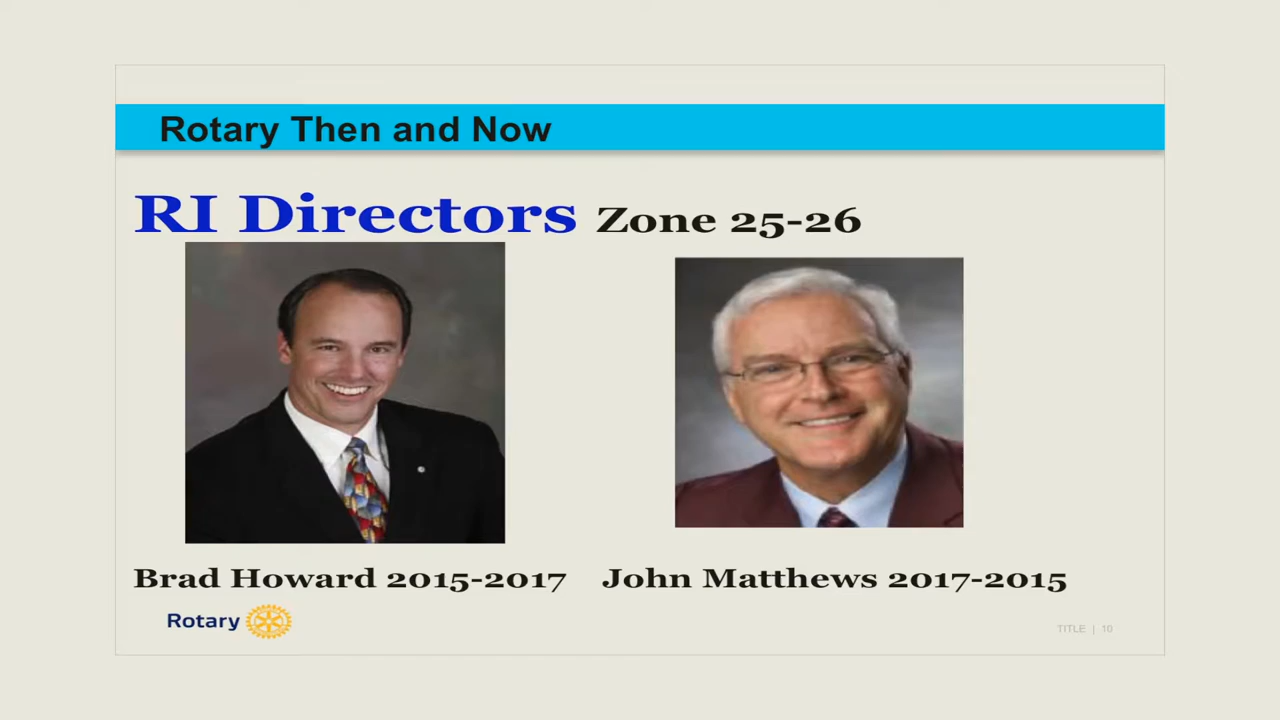 Rotary Then and Now
RI Directors Zone 25-26
Brad Howard 2015-2017 John Matthews 2017-2015
Rotary
TITLE | 10